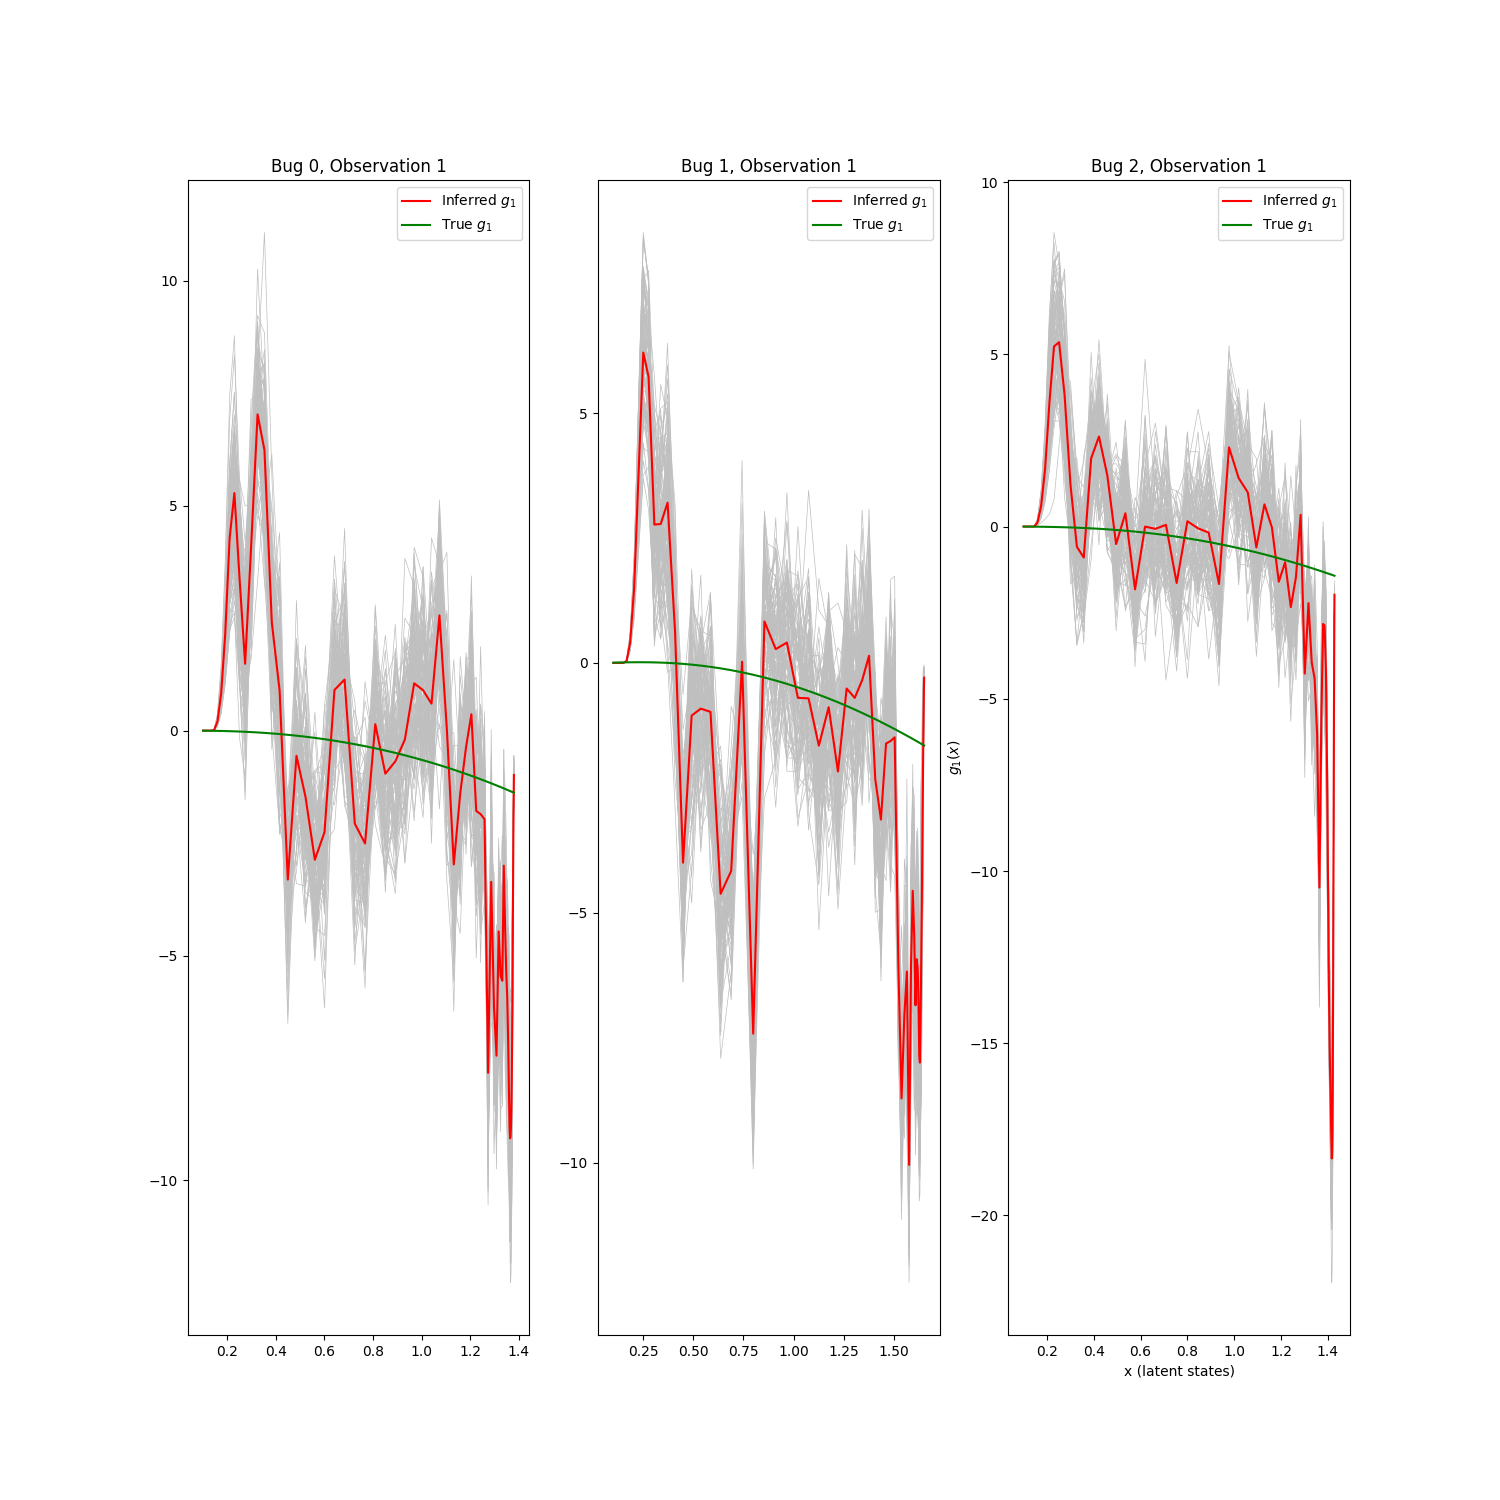 Bug 0, Observation 1
Inferred g₁
True g₁
10
5
0
−5
−10
0.2 0.4 0.6 0.8 1.0 1.2 1.4
Bug 1, Observation 1
Inferred g₁
True g₁
5
0
−5
−10
0.25 0.50 0.75 1.00 1.25 1.50
Bug 2, Observation 1
Inferred g₁
True g₁
g₁(x)
10
5
0
−5
−10
−15
−20
0.2 0.4 0.6 0.8 1.0 1.2 1.4
x (latent states)